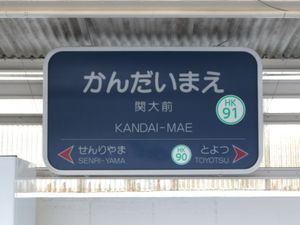 かんだいまえ
関大前
HK
91
KANDAI-MAE
せんりやま
SENRI-YAMA
HK
90
とよつ
TOYOTSU